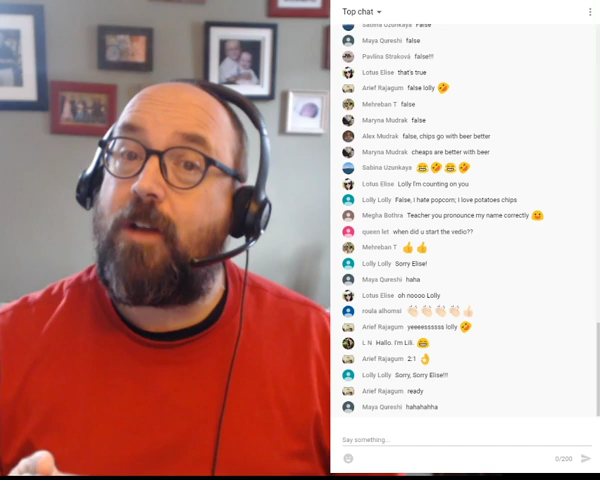 Top chat
Sabina Uzunkaya False
Maya Qureshi false
Pavlína Straková false!!!
Lotus Elise that's true
Arief Rajagum false lolly
Mehreban T false
Maryna Mudrak false
Alex Mudrak false, chips go with beer better
Maryna Mudrak cheaps are better with beer
Sabina Uzunkaya
Lotus Elise Lolly I'm counting on you
Lolly Lolly False, I hate popcorn; I love potatoes chips
Megha Bothra Teacher you pronounce my name correctly
queen let when did u start the vedio??
Mehreban T
Lolly Lolly Sorry Elise!
Maya Qureshi haha
Lotus Elise oh noooo Lolly
roula alhomsi
Arief Rajagum yeeeessssss lolly
L N Hallo. I'm Lili.
Arief Rajagum 2:1
Lolly Lolly Sorry, Sorry Elise!!!
Arief Rajagum ready
Maya Qureshi hahahahha
Say something...
0/200